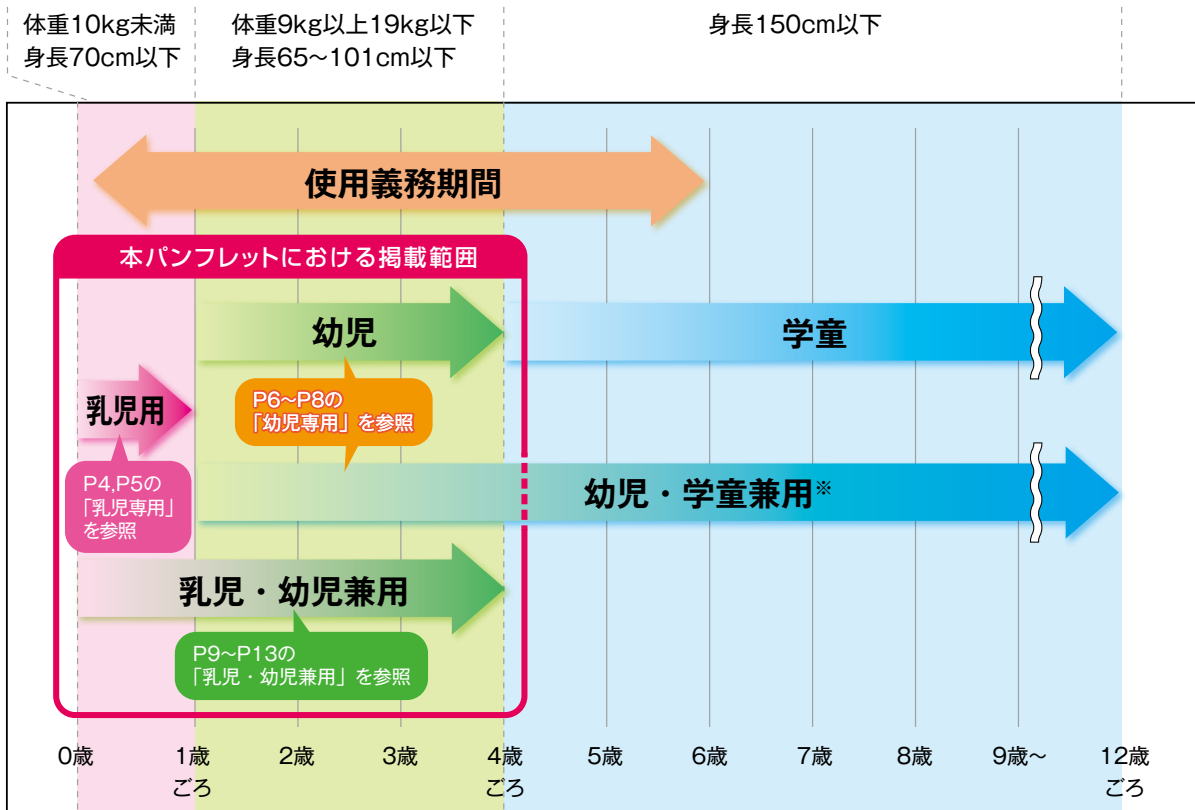 体重10kg未満
身長70cm以下
体重9kg以上19kg以下
身長65〜101cm以下
身長150cm以下
使用義務期間
本パンフレットにおける掲載範囲
幼児
学童
P6〜P8の
「幼児専用」を参照
乳児用
P4,P5の
「乳児専用」
を参照
幼児・学童兼用※
乳児・幼児兼用
P9〜P13の
「乳児・幼児兼用」を参照
0歳
1歳
ごろ
2歳
3歳
4歳
ごろ
5歳
6歳
7歳
8歳
9歳〜
12歳
ごろ